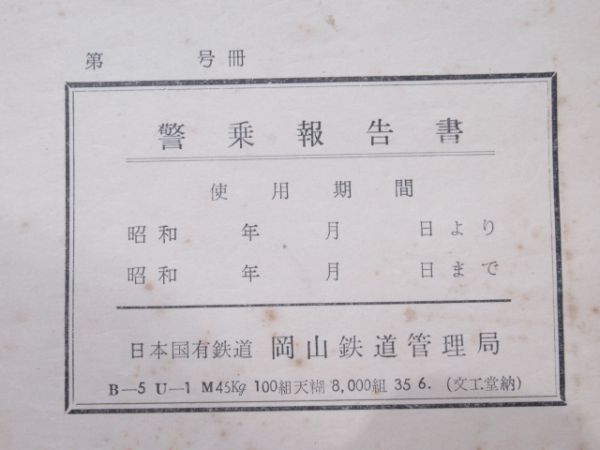 第 号冊
警乗報告書
使用期間
昭和 年 月 日より
昭和 年 月 日まで
日本国有鉄道 岡山鉄道管理局
B—5 U—1 M45Kg 100組天糊 8,000組 35 6. (文工堂納)